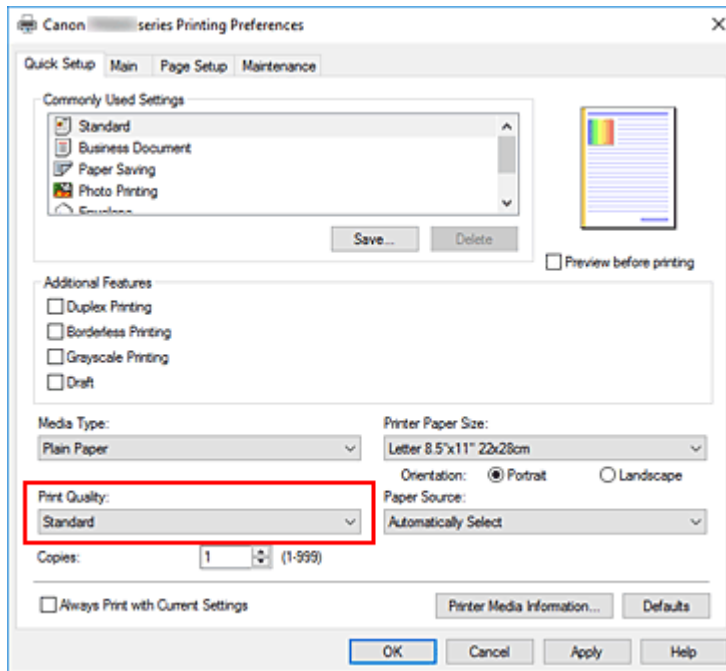 Canon series Printing Preferences
Quick Setup Main Page Setup Maintenance
Commonly Used Settings
Standard
Business Document
Paper Saving
Photo Printing
Envelope
Save... Delete
Preview before printing
Additional Features
Duplex Printing
Borderless Printing
Grayscale Printing
Draft
Media Type: Printer Paper Size:
Plain Paper Letter 8.5"x11" 22x28cm
Orientation: Portrait Landscape
Print Quality: Paper Source:
Standard Automatically Select
Copies: 1 (1-999)
Always Print with Current Settings Printer Media Information... Defaults
OK Cancel Apply Help